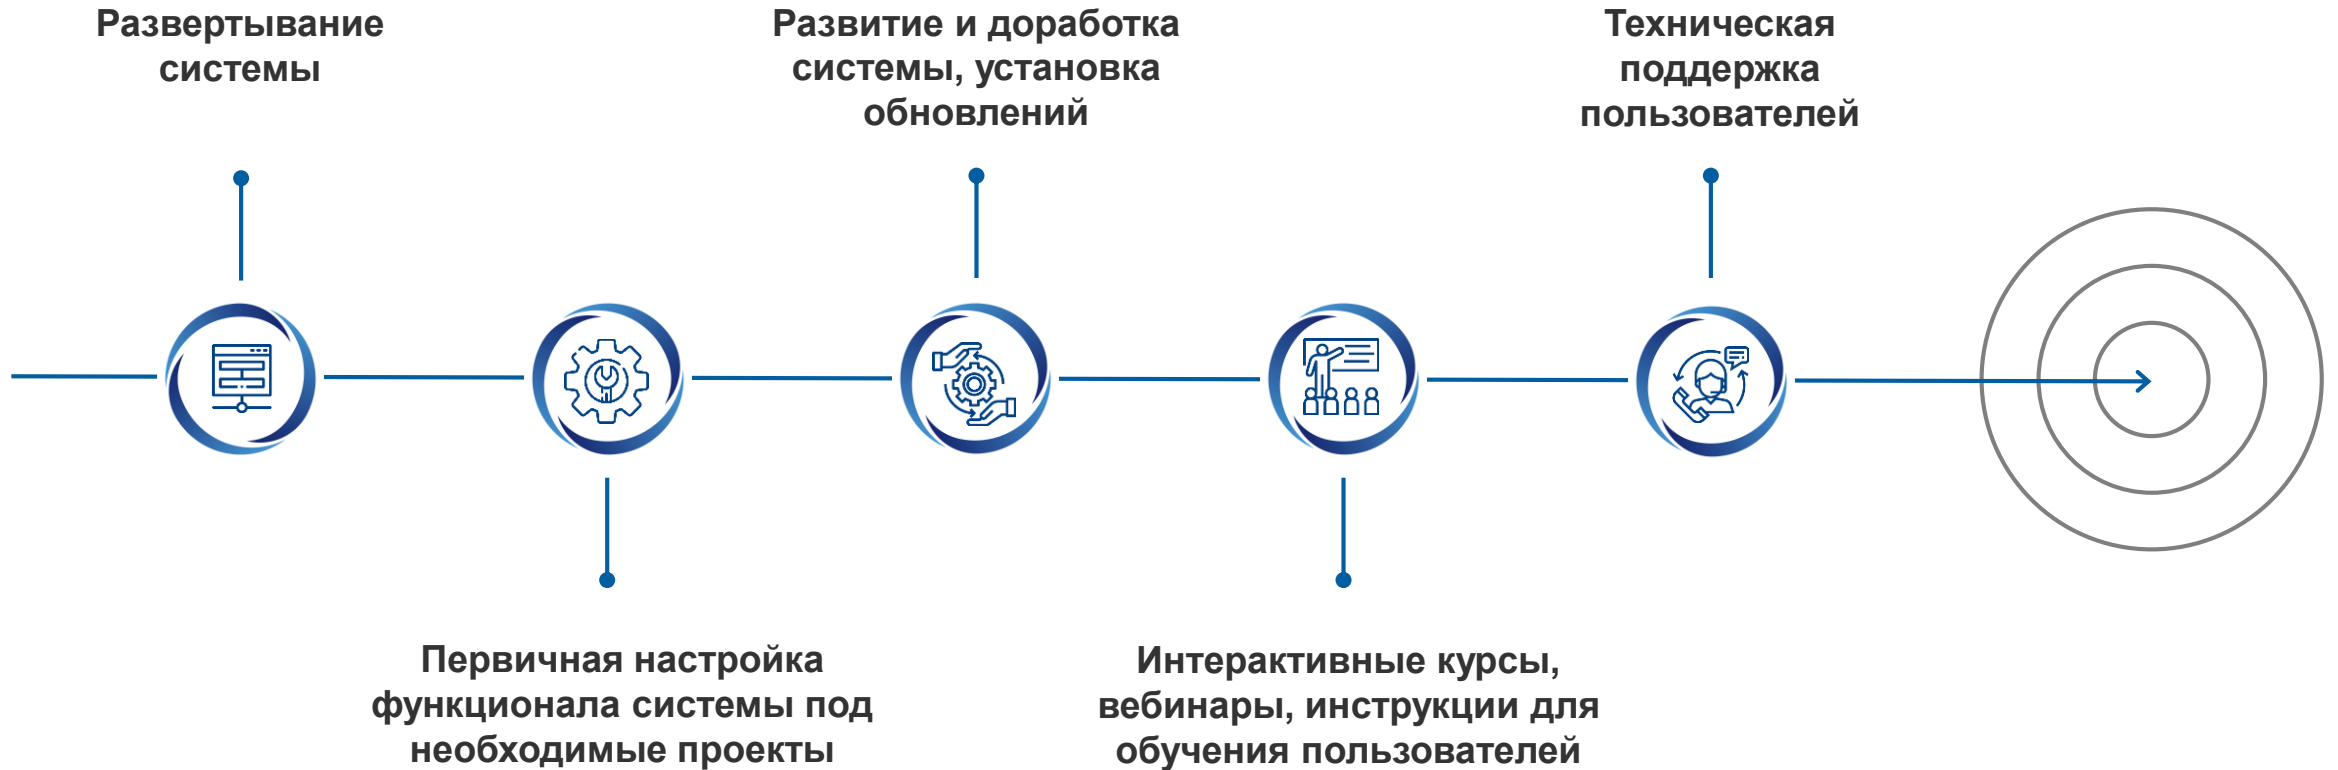 Развертывание
системы
Развитие и доработка
системы, установка
обновлений
Техническая
поддержка
пользователей
Первичная настройка
функционала системы под
необходимые проекты
Интерактивные курсы,
вебинары, инструкции для
обучения пользователей